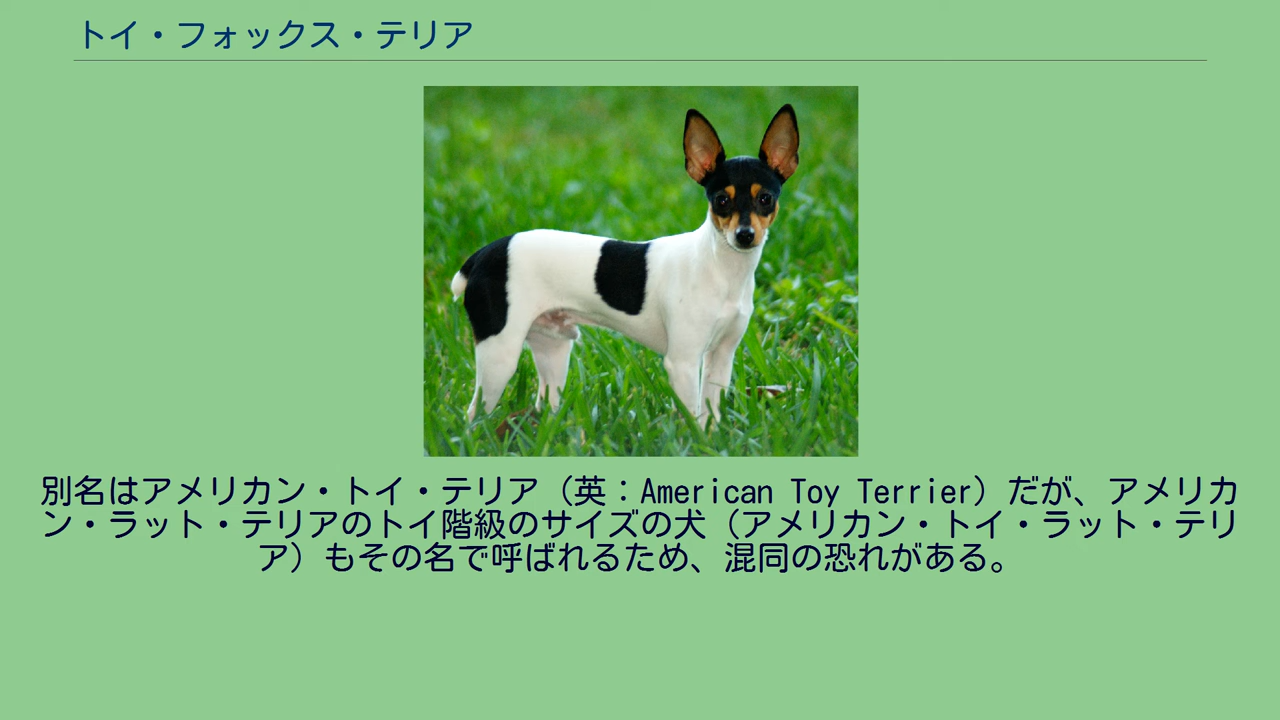 トイ・フォックス・テリア
別名はアメリカン・トイ・テリア（英：American Toy Terrier）だが、アメリカ
ン・ラット・テリアのトイ階級のサイズの犬（アメリカン・トイ・ラット・テリ
ア）もその名で呼ばれるため、混同の恐れがある。